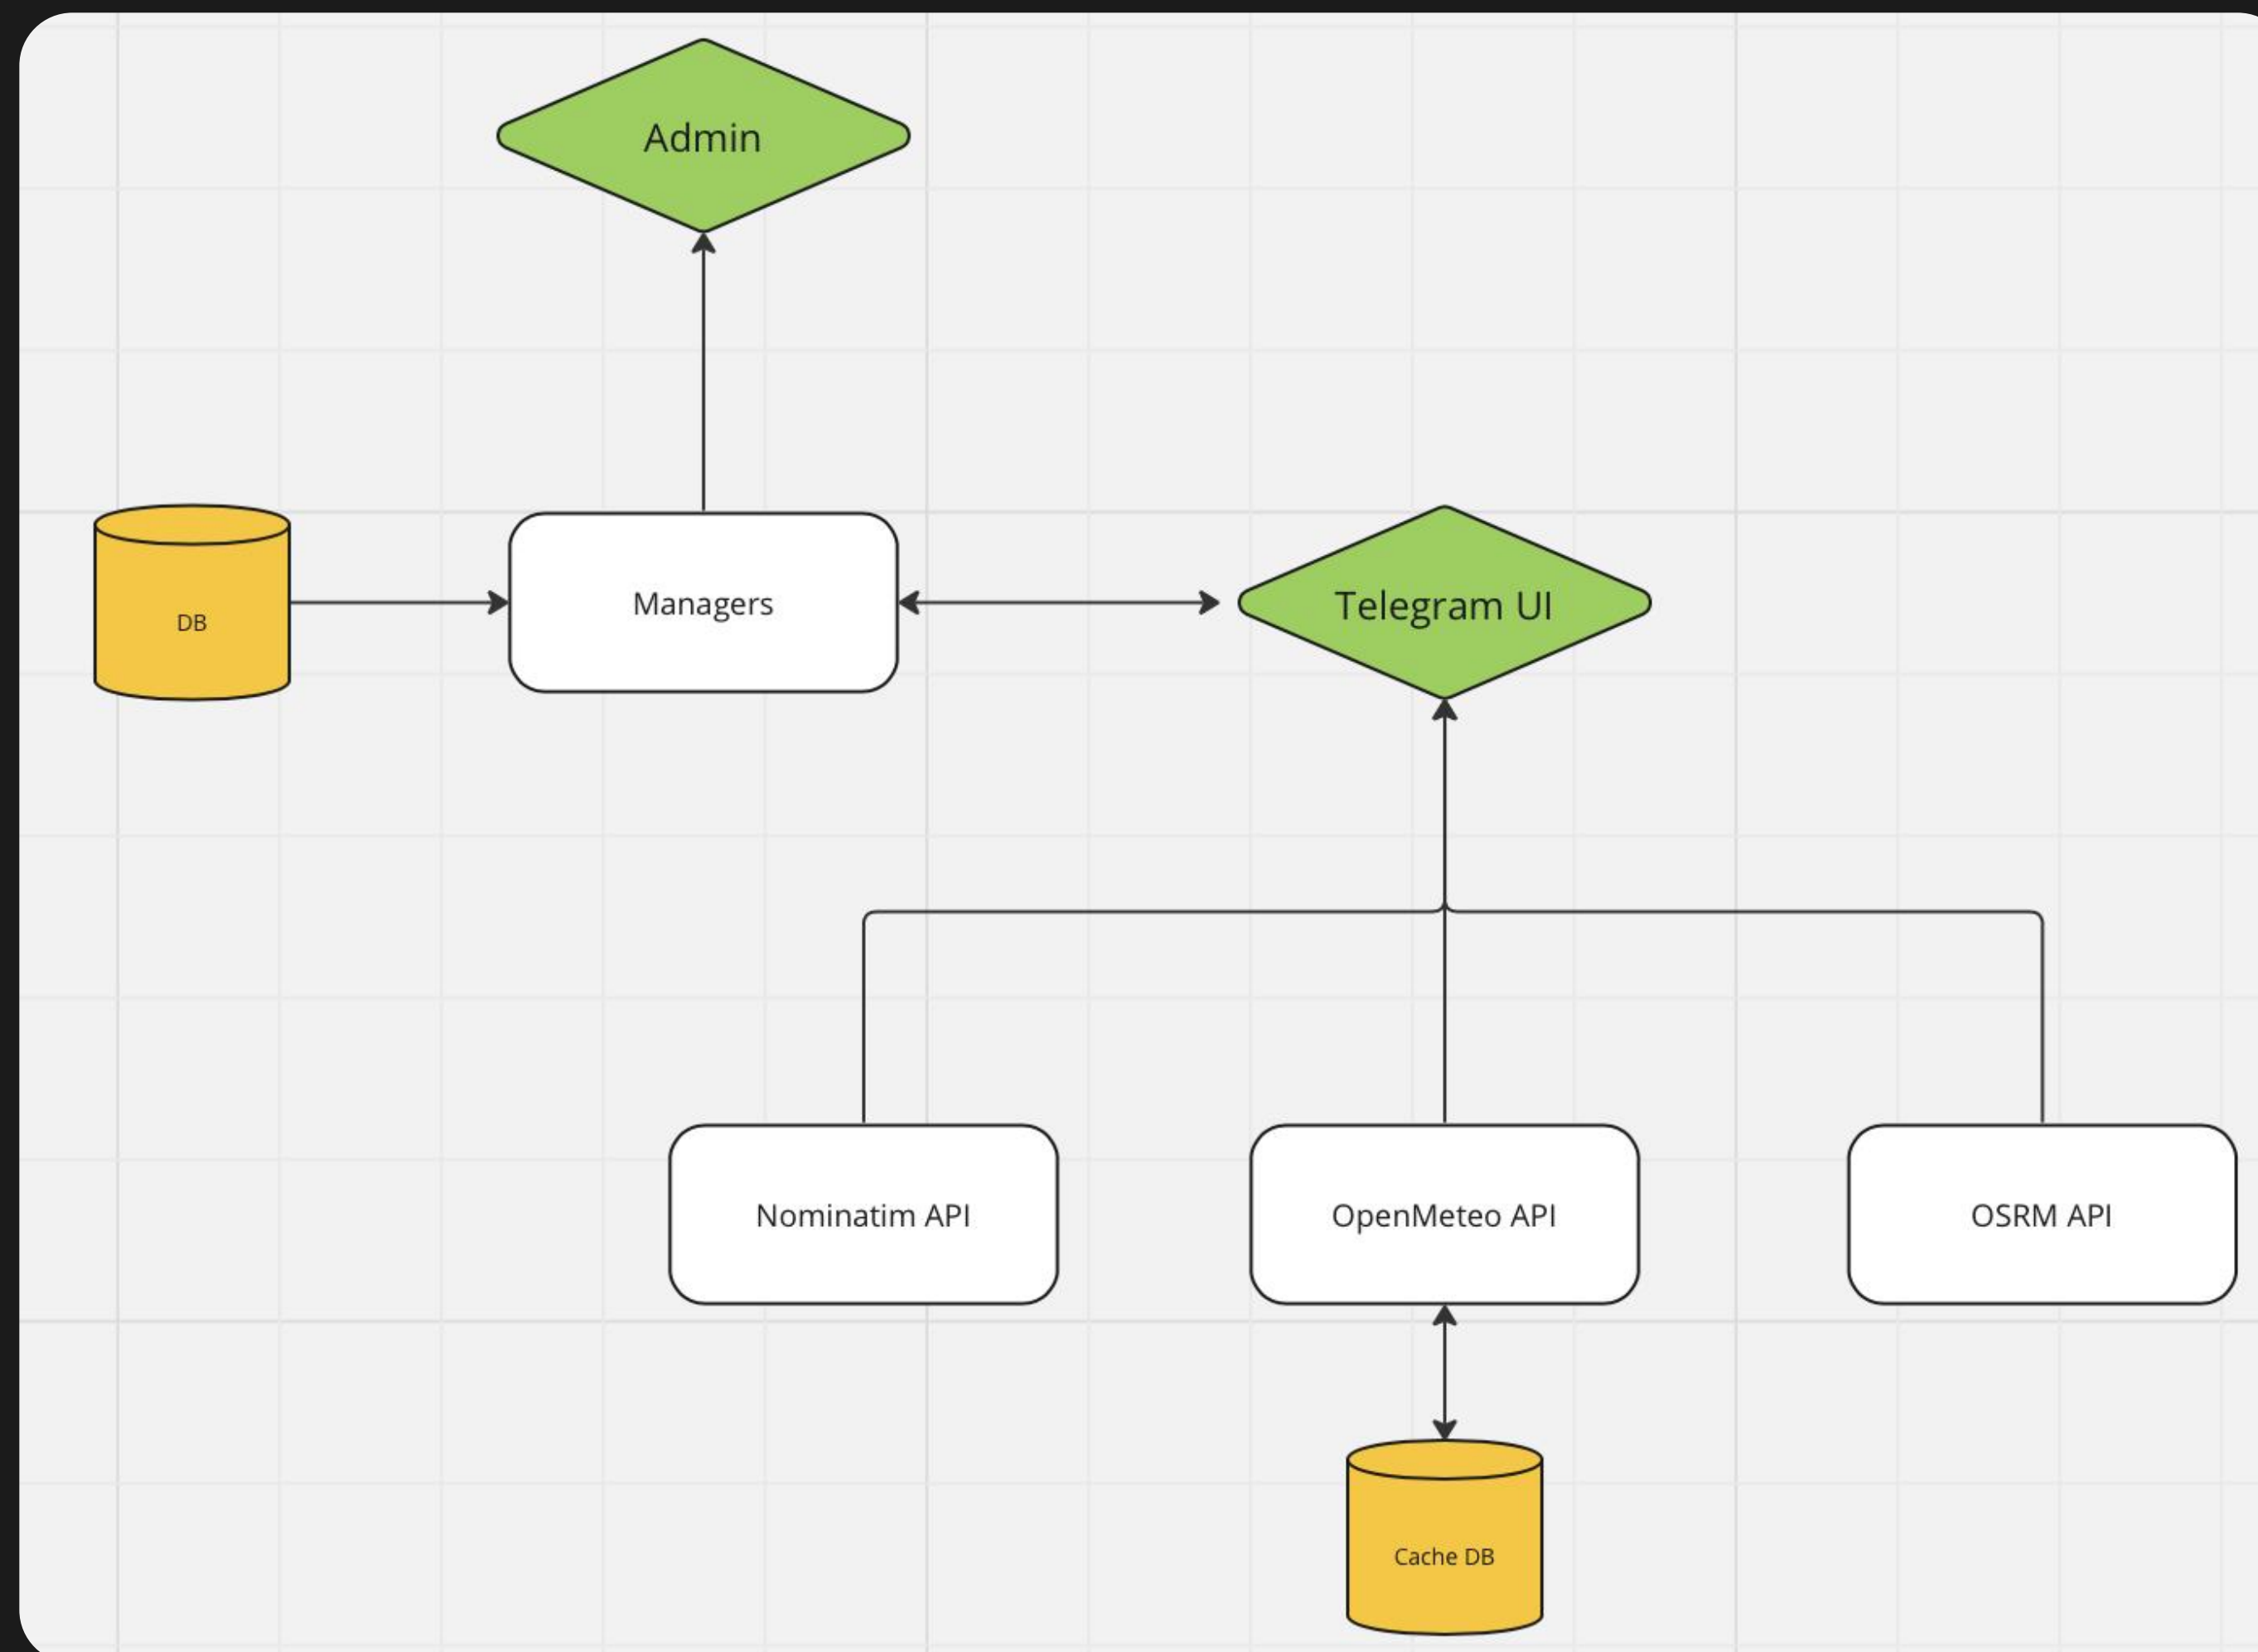 Admin
DB
Managers
Telegram UI
Nominatim API
OpenMeteo API
OSRM API
Cache DB